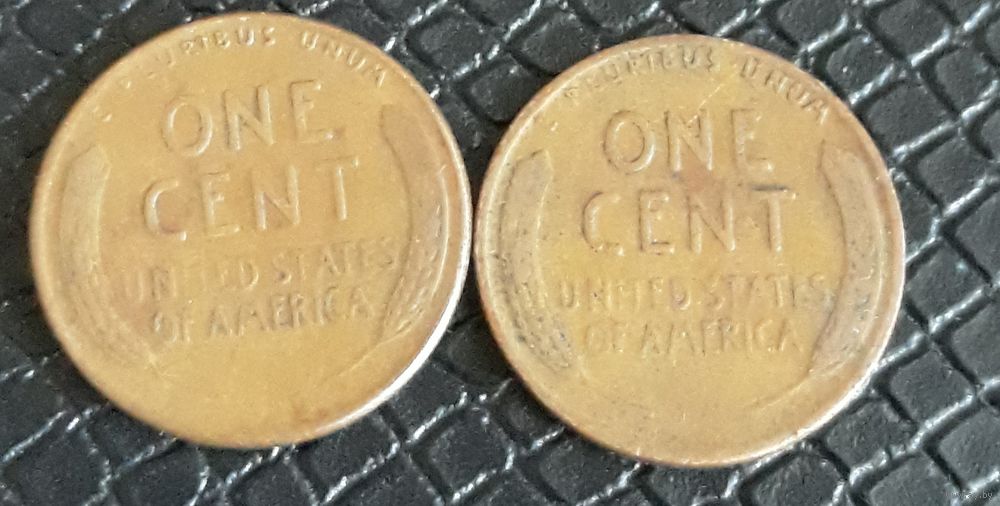 E PLURIBUS UNUM
ONE
CENT
UNITED STATES
OF AMERICA
PLURIBUS UNUM
ONE
CENT
UNITED STATES
OF AMERICA